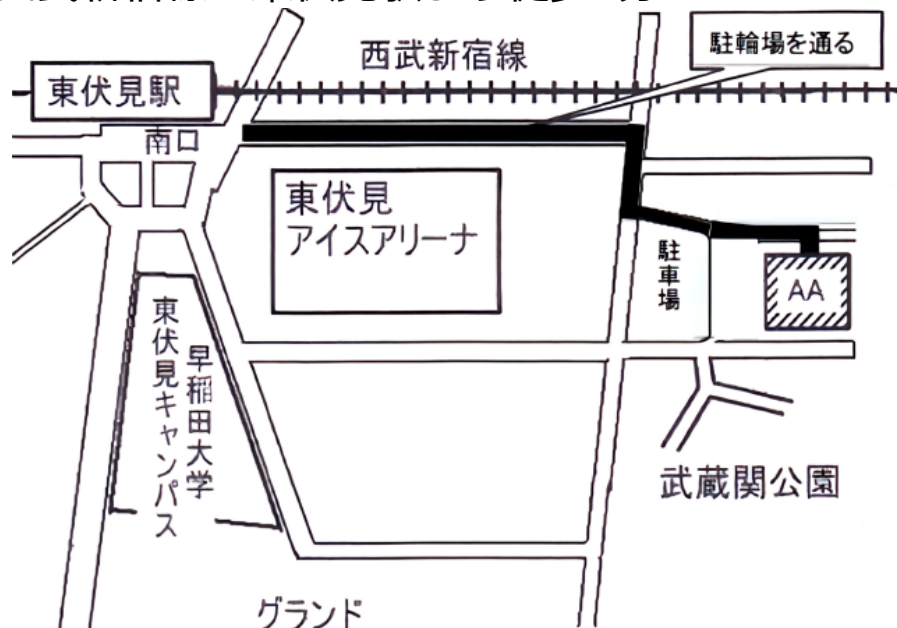 西武新宿線
駐輪場を通る
東伏見駅
南口
東伏見
アイスアリーナ
駐車場
AA
早稲田大学
東伏見キャンパス
武蔵関公園
グランド